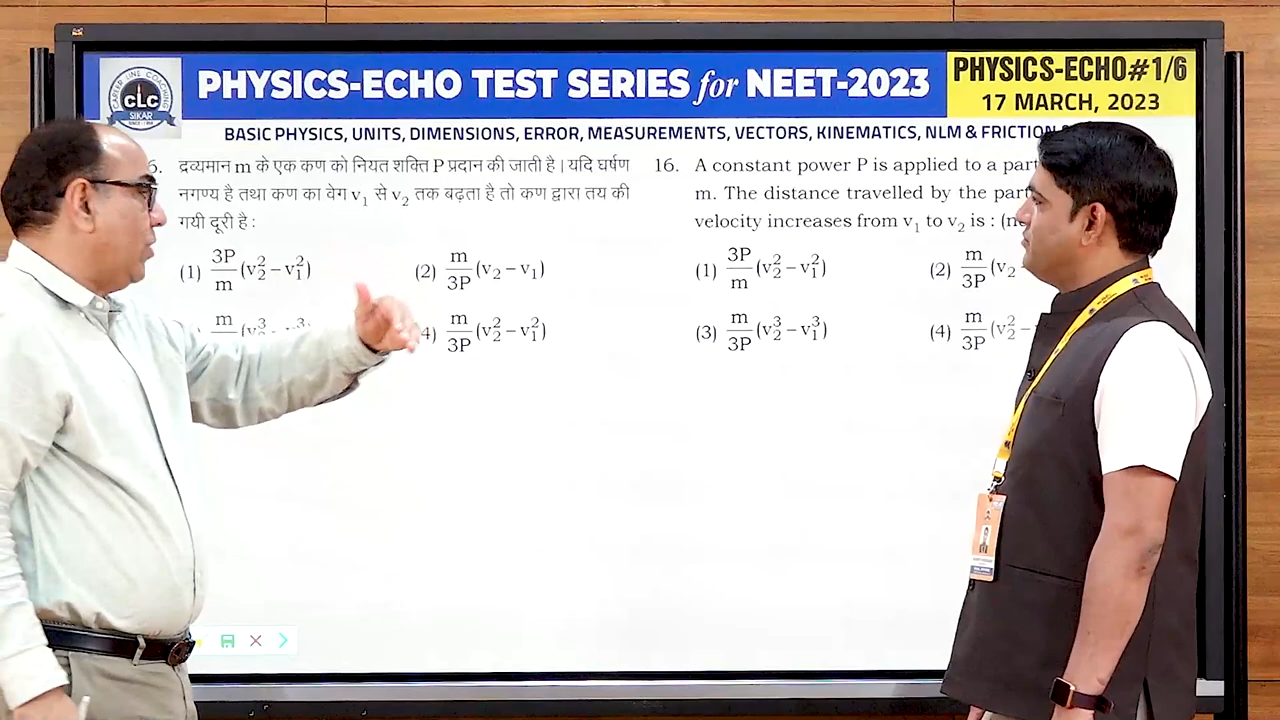 PHYSICS-ECHO TEST SERIES for NEET-2023
PHYSICS-ECHO#1/6
17 MARCH, 2023
CAREER LINE COACHING
CLC
SIKAR
BASIC PHYSICS, UNITS, DIMENSIONS, ERROR, MEASUREMENTS, VECTORS, KINEMATICS, NLM & FRICTION
6. द्रव्यमान m के एक कण को नियत शक्ति P प्रदान की जाती है। यदि घर्षण
नगण्य है तथा कण का वेग v₁ से v₂ तक बढ़ता है तो कण द्वारा तय की
गयी दूरी है :
(1) 3P/m (v₂² – v₁²) (2) m/3P (v₂ – v₁)
m 4) m/3P (v₂² – v₁²)
16. A constant power P is applied to a
m. The distance travelled by the
velocity increases from v₁ to v₂ is :
(1) 3P/m (v₂² – v₁²) (2) m/3P (v₂
(3) m/3P (v₂³ – v₁³) (4) m/3P (v₂² –